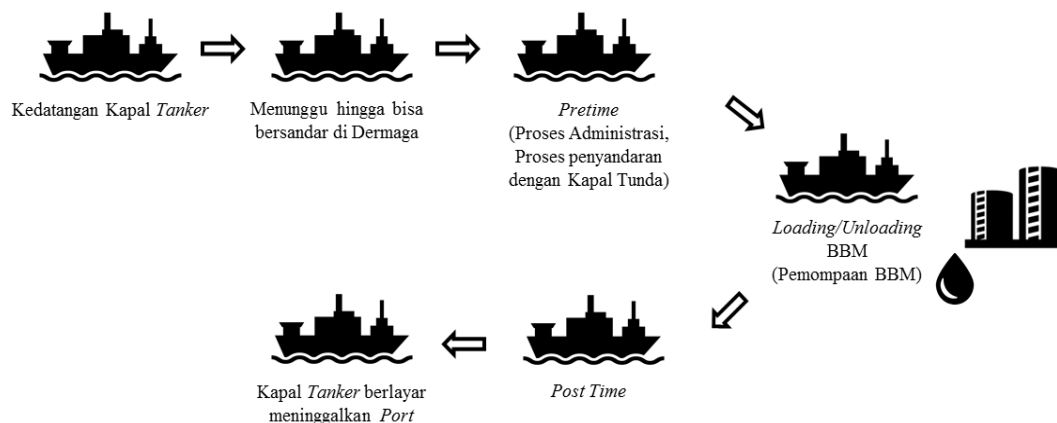 Kedatangan Kapal Tanker
Menunggu hingga bisa
bersandar di Dermaga
Pretime
(Proses Administrasi,
Proses penyandaran
dengan Kapal Tunda)
Loading/Unloading
BBM
(Pemompaan BBM)
Post Time
Kapal Tanker berlayar
meninggalkan Port